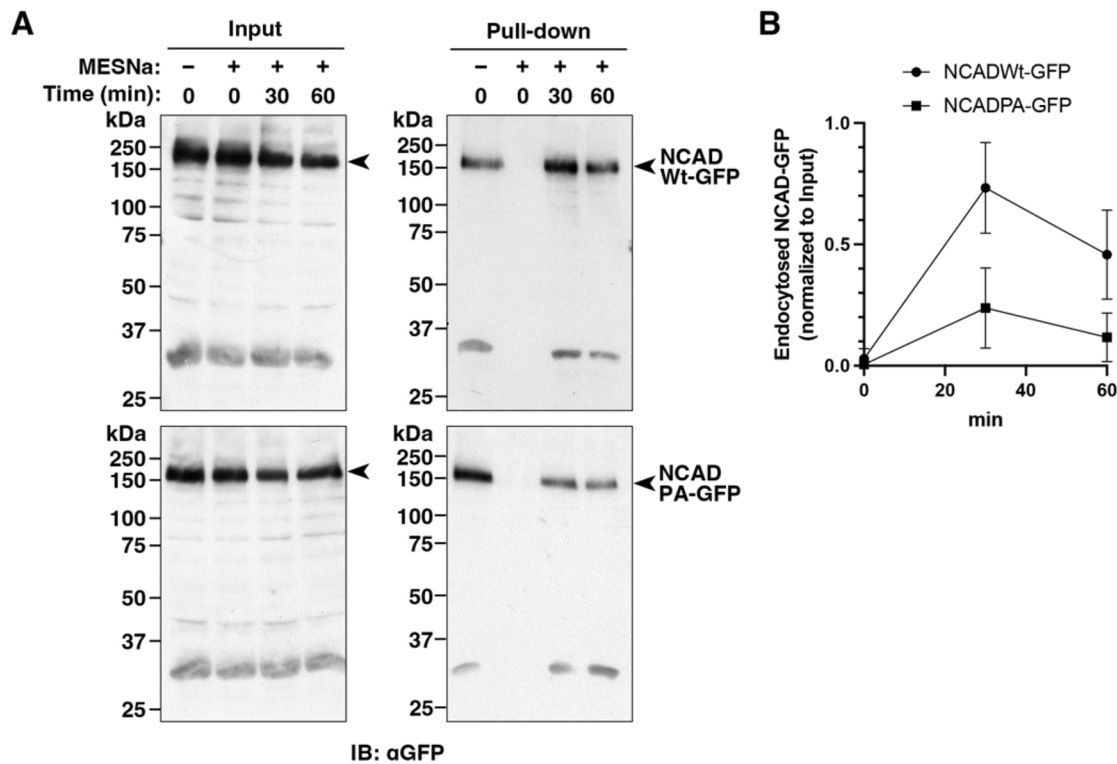 A
Input
Pull-down
MESNa: – + + + – + + +
Time (min): 0 0 30 60 0 0 30 60
kDa
250
150
100
75
50
37
25
kDa
250
150
100
75
50
37
25
NCAD
Wt-GFP
kDa
250
150
100
75
50
37
25
kDa
250
150
100
75
50
37
25
NCAD
PA-GFP
IB: αGFP
B
NCADWt-GFP
NCADPA-GFP
Endocytosed NCAD-GFP
(normalized to Input)
1.0
0.5
0.0
0 20 40 60
min